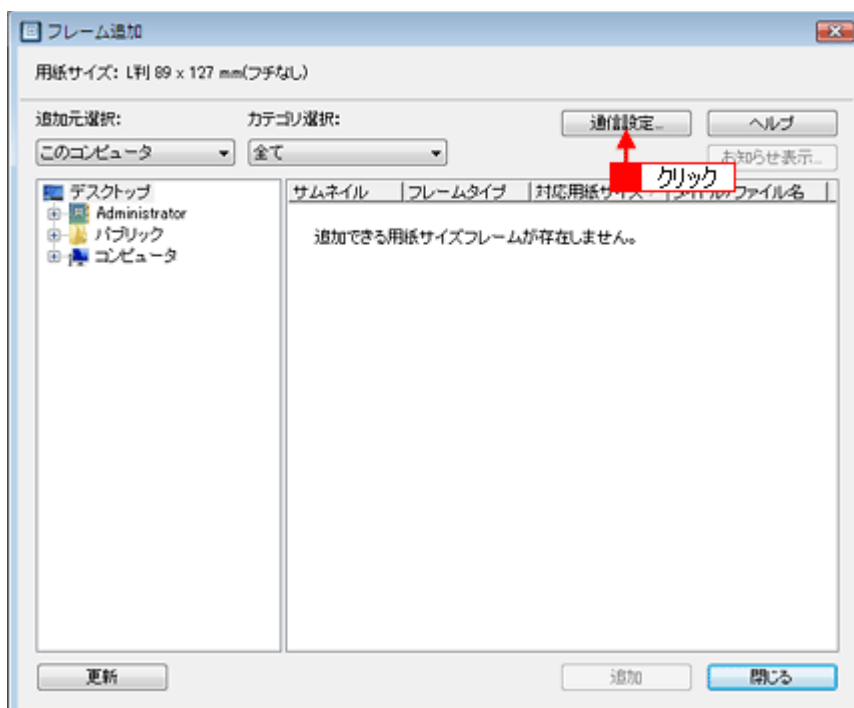 フレーム追加
用紙サイズ: L判 89 x 127 mm(フチなし)
追加元選択: カテゴリ選択: 通信設定... ヘルプ
このコンピュータ 全て お知らせ表示...
クリック
デスクトップ
Administrator
パブリック
コンピュータ
サムネイル フレームタイプ 対応用紙サイズ
追加できる用紙サイズフレームが存在しません。
更新 追加 閉じる